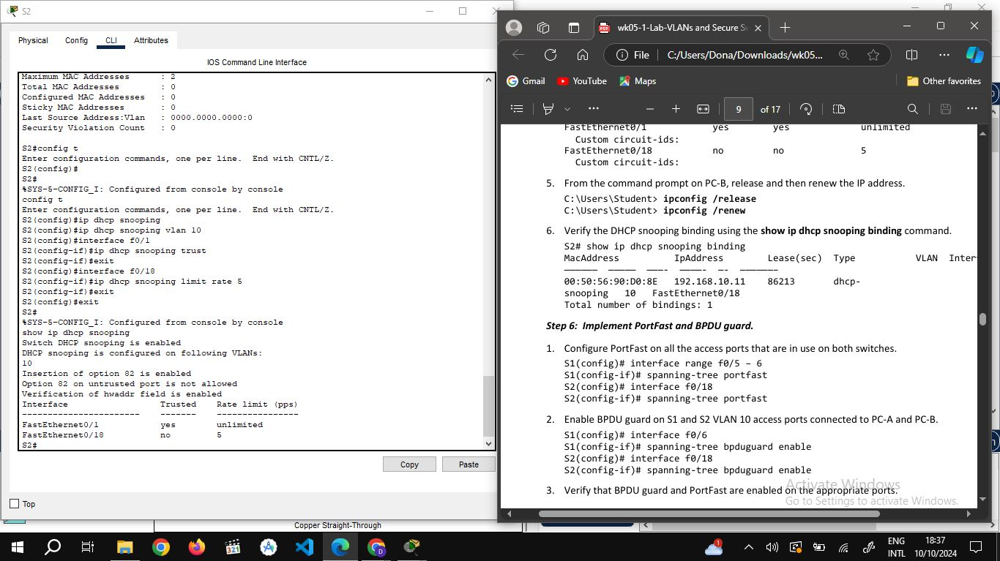 S2
Physical Config CLI Attributes
IOS Command Line Interface
Maximum MAC Addresses : 2
Total MAC Addresses : 0
Configured MAC Addresses : 0
Sticky MAC Addresses : 0
Last Source Address:Vlan : 0000.0000.0000:0
Security Violation Count : 0
S2#config t
Enter configuration commands, one per line. End with CNTL/Z.
S2(config)#
S2#
%SYS-5-CONFIG_I: Configured from console by console
config t
Enter configuration commands, one per line. End with CNTL/Z.
S2(config)#ip dhcp snooping
S2(config)#ip dhcp snooping vlan 10
S2(config)#interface f0/1
S2(config-if)#ip dhcp snooping trust
S2(config-if)#exit
S2(config)#interface f0/18
S2(config-if)#ip dhcp snooping limit rate 5
S2(config-if)#exit
S2(config)#exit
S2#
%SYS-5-CONFIG_I: Configured from console by console
show ip dhcp snooping
Switch DHCP snooping is enabled
DHCP snooping is configured on following VLANs:
10
Insertion of option 82 is enabled
Option 82 on untrusted port is not allowed
Verification of hwaddr field is enabled
Interface Trusted Rate limit (pps)
----------------------- ------- ----------------
FastEthernet0/1 yes unlimited
FastEthernet0/18 no 5
S2#
Copy Paste
Top
Copper Straight-Through
PDF wk05-1-Lab-VLANs and Secure S
File C:/Users/Dona/Downloads/wk05...
Gmail YouTube Maps Other favorites
9 of 17
FastEthernet0/1 yes yes unlimited
Custom circuit-ids:
FastEthernet0/18 no no 5
Custom circuit-ids:
5. From the command prompt on PC-B, release and then renew the IP address.
C:\Users\Student> ipconfig /release
C:\Users\Student> ipconfig /renew
6. Verify the DHCP snooping binding using the show ip dhcp snooping binding command.
S2# show ip dhcp snooping binding
MacAddress IpAddress Lease(sec) Type VLAN Inter
00:50:56:90:D0:8E 192.168.10.11 86213 dhcp-
snooping 10 FastEthernet0/18
Total number of bindings: 1
Step 6: Implement PortFast and BPDU guard.
1. Configure PortFast on all the access ports that are in use on both switches.
S1(config)# interface range f0/5 – 6
S1(config-if)# spanning-tree portfast
S2(config)# interface f0/18
S2(config-if)# spanning-tree portfast
2. Enable BPDU guard on S1 and S2 VLAN 10 access ports connected to PC-A and PC-B.
S1(config)# interface f0/6
S1(config-if)# spanning-tree bpduguard enable
S2(config)# interface f0/18
S2(config-if)# spanning-tree bpduguard enable
3. Verify that BPDU guard and PortFast are enabled on the appropriate ports.
Activate Windows
Go to Settings to activate Windows.
321
D
1
ENG
INTL
18:37
10/10/2024